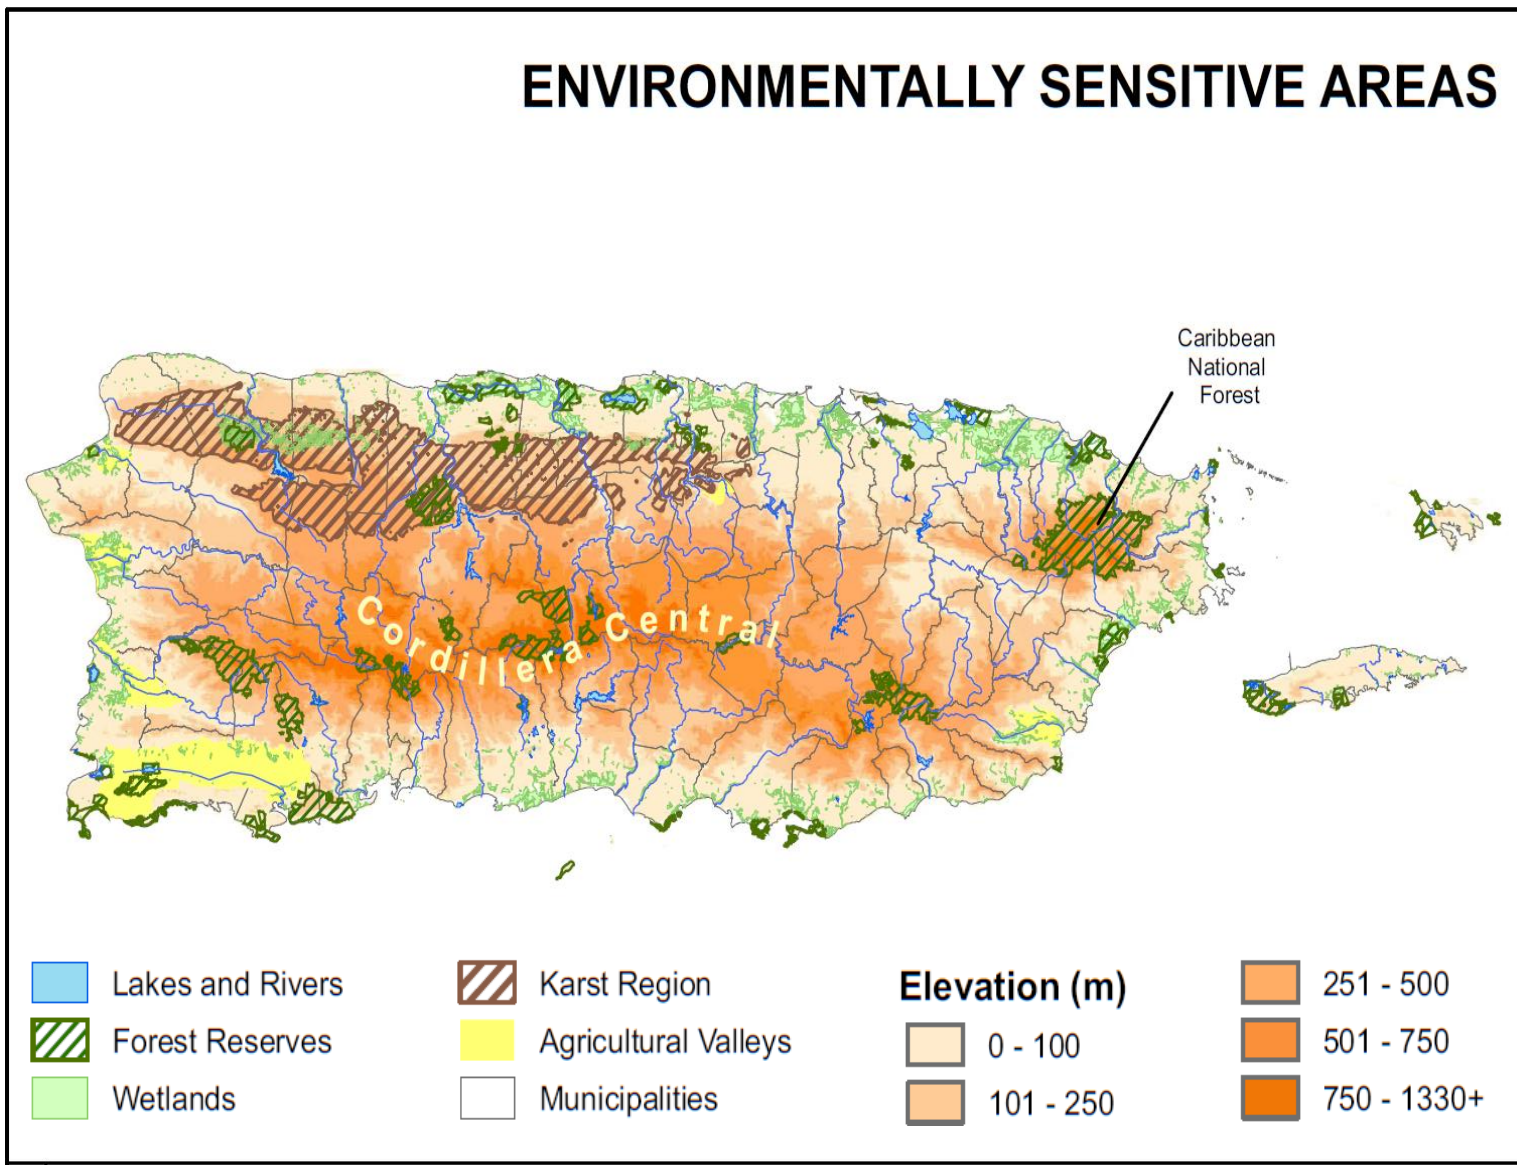 ENVIRONMENTALLY SENSITIVE AREAS
Caribbean
National
Forest
Cordillera Central
Lakes and Rivers
Forest Reserves
Wetlands
Karst Region
Agricultural Valleys
Municipalities
Elevation (m)
0 - 100
101 - 250
251 - 500
501 - 750
750 - 1330+